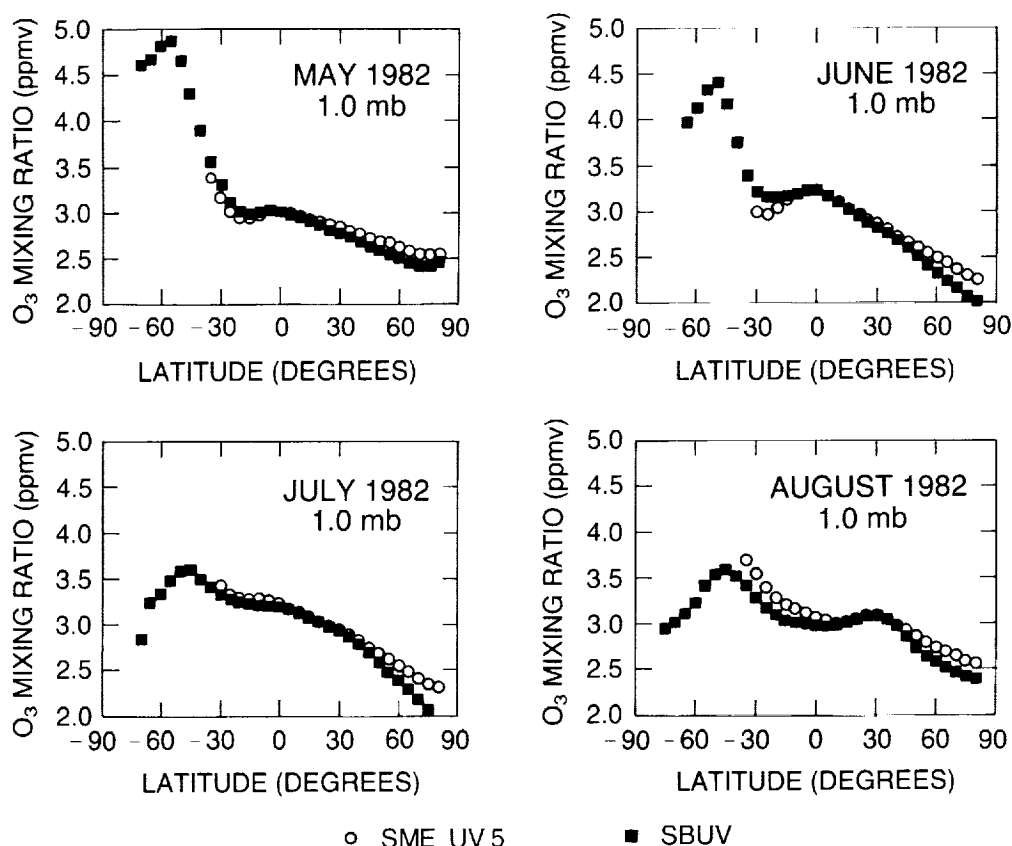 O₃ MIXING RATIO (ppmv)
5.0
4.5
4.0
3.5
3.0
2.5
2.0
MAY 1982
1.0 mb
−90 −60 −30 0 30 60 90
LATITUDE (DEGREES)
O₃ MIXING RATIO (ppmv)
5.0
4.5
4.0
3.5
3.0
2.5
2.0
JUNE 1982
1.0 mb
−90 −60 −30 0 30 60 90
LATITUDE (DEGREES)
O₃ MIXING RATIO (ppmv)
5.0
4.5
4.0
3.5
3.0
2.5
2.0
JULY 1982
1.0 mb
−90 −60 −30 0 30 60 90
LATITUDE (DEGREES)
O₃ MIXING RATIO (ppmv)
5.0
4.5
4.0
3.5
3.0
2.5
2.0
AUGUST 1982
1.0 mb
−90 −60 −30 0 30 60 90
LATITUDE (DEGREES)
SME UV5 SBUV